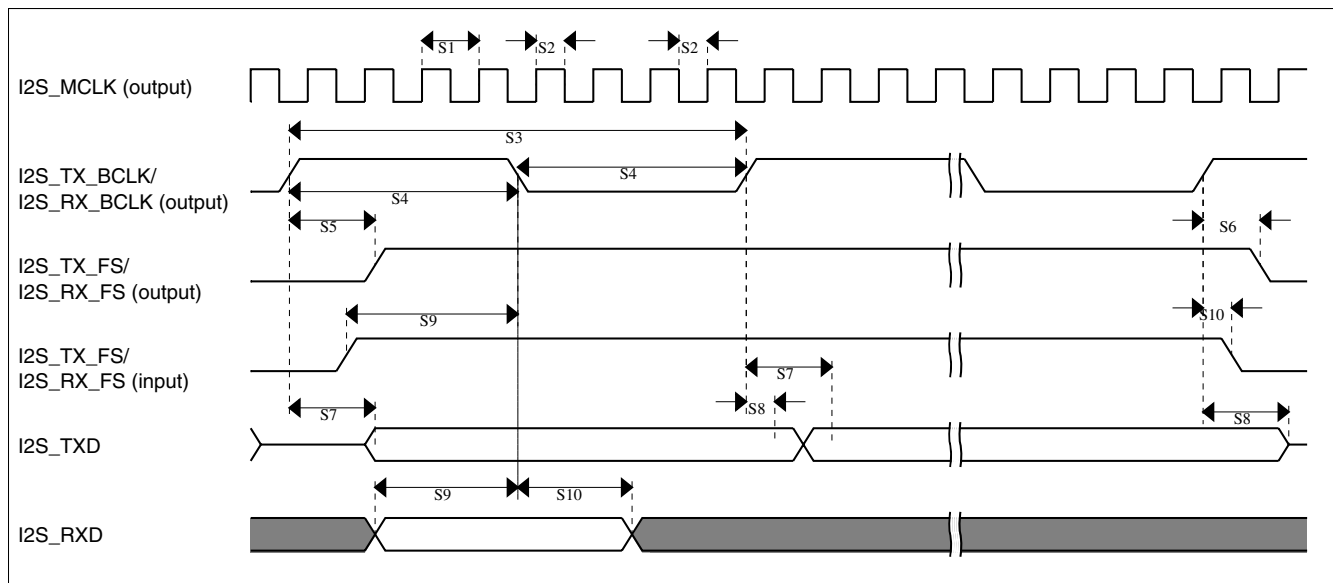 S1
S2
S2
I2S_MCLK (output)
S3
I2S_TX_BCLK/
I2S_RX_BCLK (output)
S4
S4
S5
S6
I2S_TX_FS/
I2S_RX_FS (output)
S9
S10
I2S_TX_FS/
I2S_RX_FS (input)
S7
S7
S8
S8
I2S_TXD
S9
S10
I2S_RXD